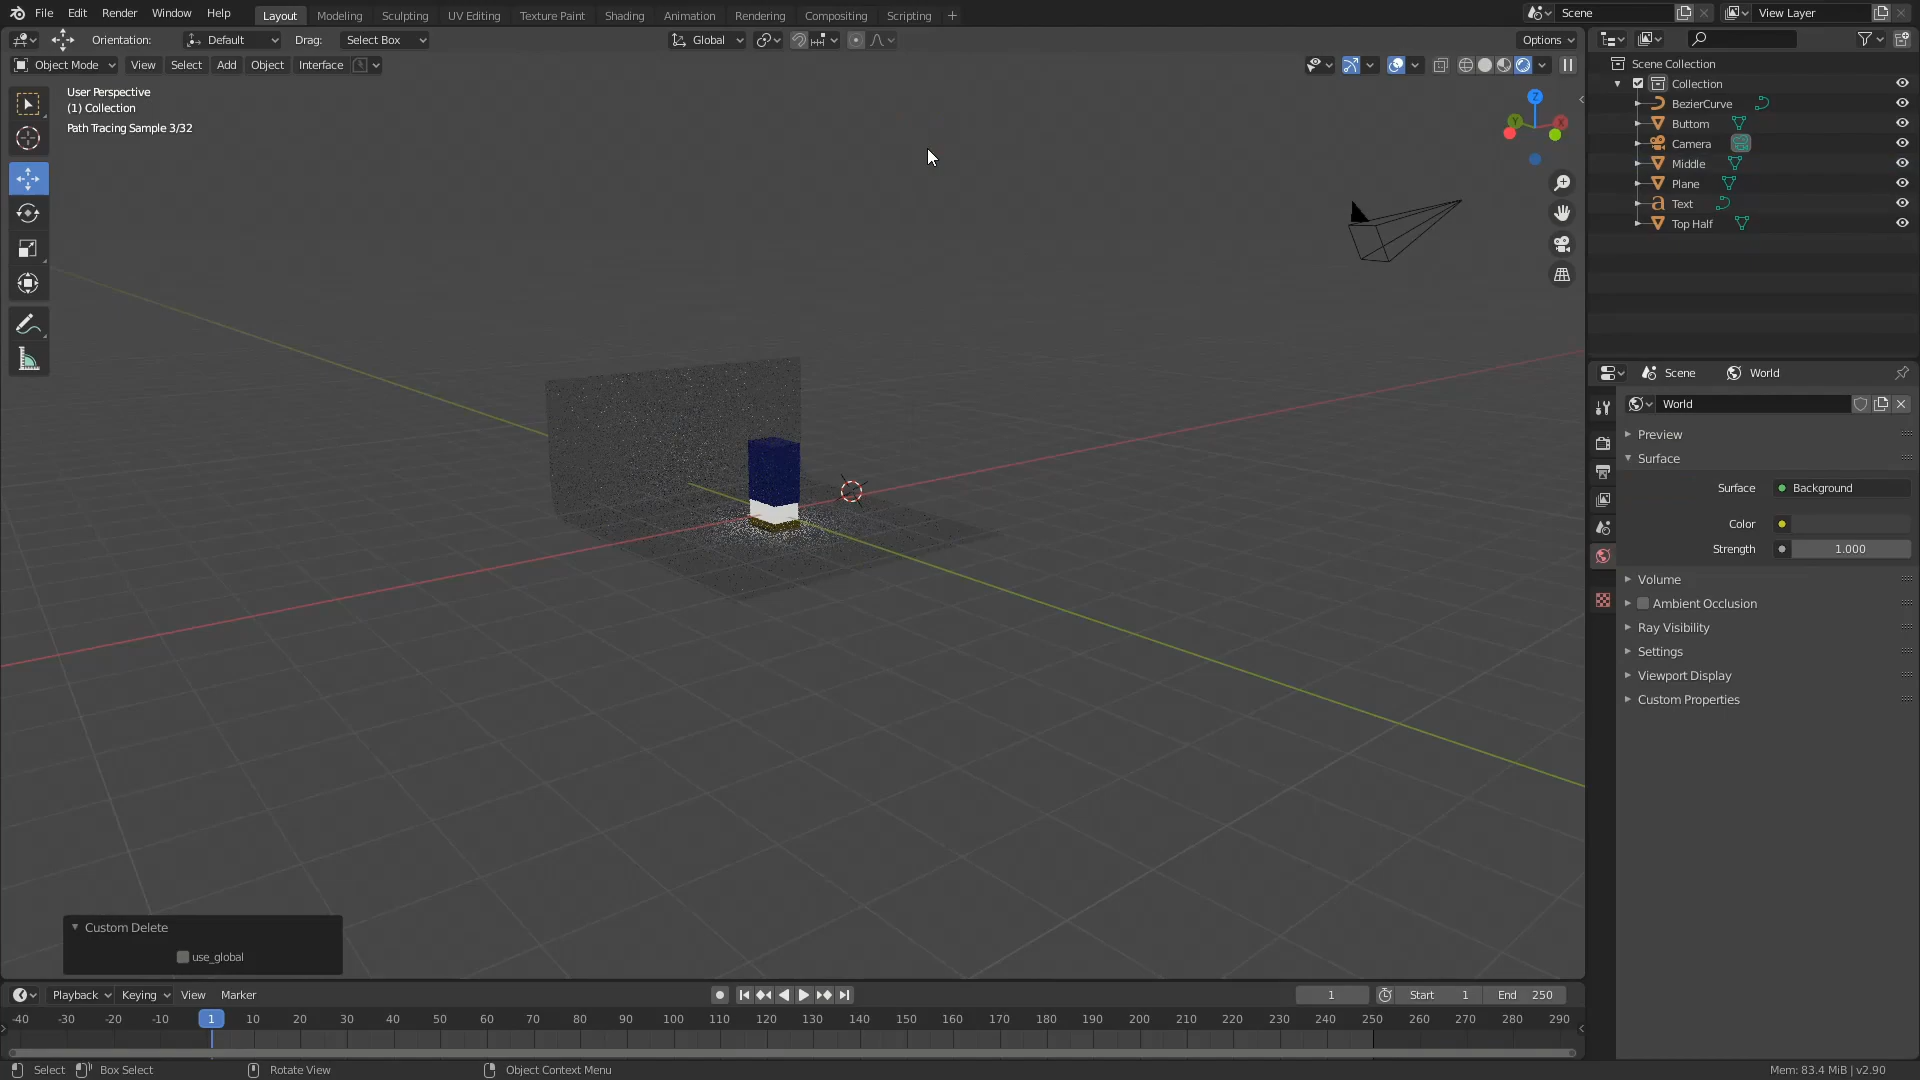 File Edit Render Window Help Layout Modeling Sculpting UV Editing Texture Paint Shading Animation Rendering Compositing Scripting + Scene View Layer
Orientation: Default Drag: Select Box Global Options
Object Mode View Select Add Object Interface
User Perspective
(1) Collection
Path Tracing Sample 3/32
Z
Y
X
Scene Collection
Collection
BezierCurve
Buttom
Camera
Middle
Plane
Text
Top Half
Scene World
World
Preview
Surface
Surface Background
Color
Strength 1.000
Volume
Ambient Occlusion
Ray Visibility
Settings
Viewport Display
Custom Properties
Custom Delete
use_global
Playback Keying View Marker 1 Start 1 End 250
-40 -30 -20 -10 1 10 20 30 40 50 60 70 80 90 100 110 120 130 140 150 160 170 180 190 200 210 220 230 240 250 260 270 280 290
Select Box Select Rotate View Object Context Menu Mem: 83.4 MiB | v2.90